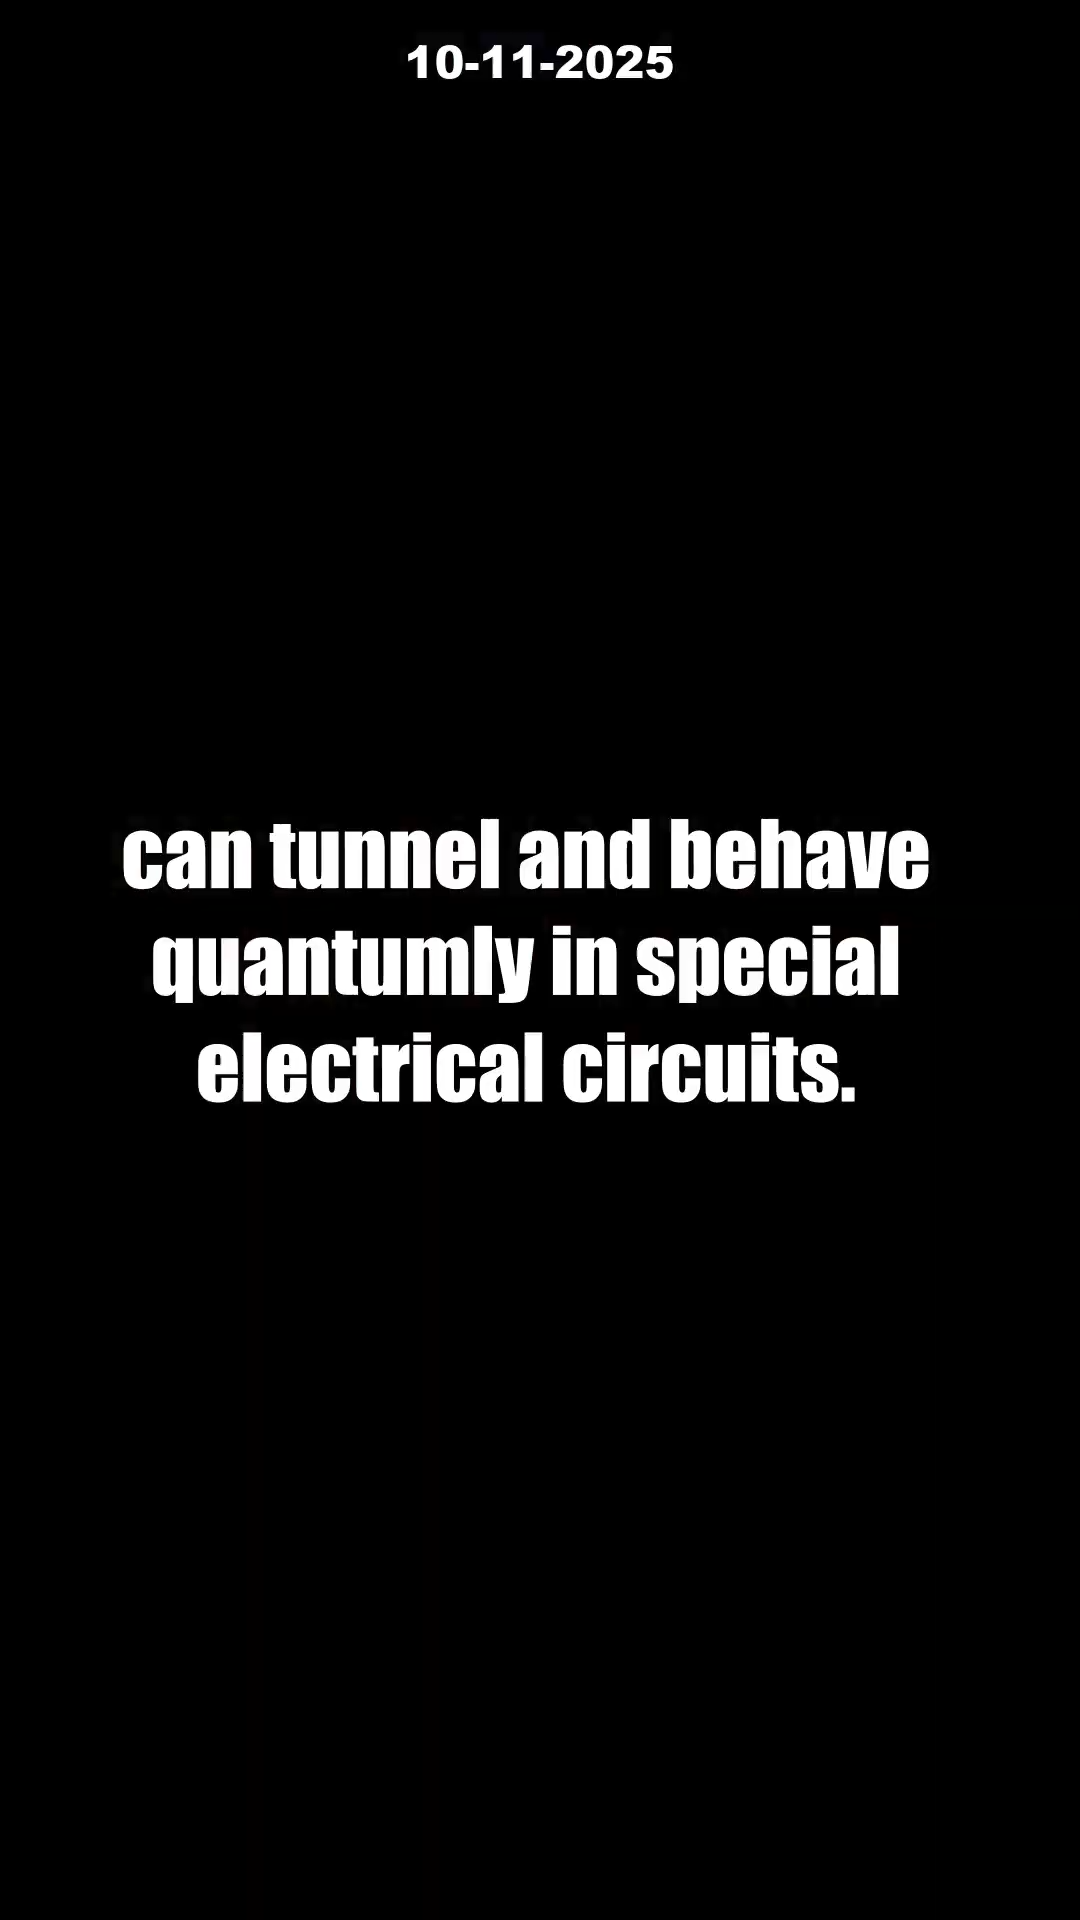 10-11-2025
can tunnel and behave
quantumly in special
electrical circuits.